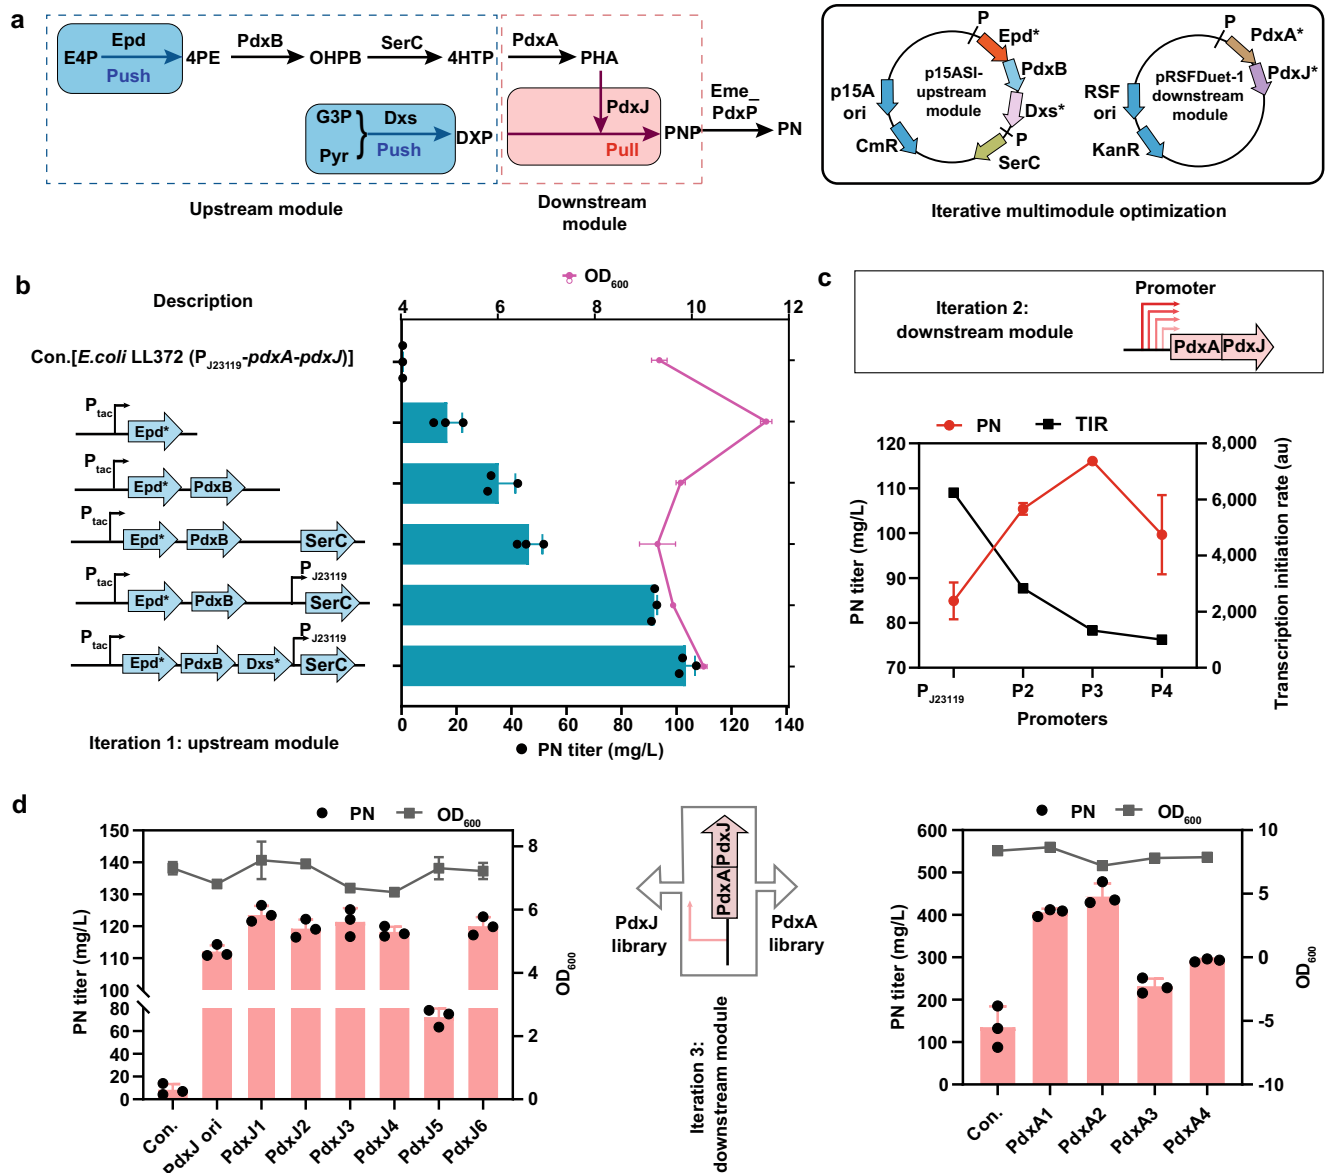 a
E4P
Epd
Push
4PE
PdxB
OHPB
SerC
4HTP
PdxA
PHA
G3P
Pyr
}
Dxs
Push
DXP
PdxJ
Pull
PNP
Eme_
PdxP
PN
Upstream module
Downstream
module
P
Epd*
PdxB
Dxs*
P
SerC
p15A
ori
CmR
p15ASI-
upstream
module
P
PdxA*
PdxJ*
RSF
ori
KanR
pRSFDuet-1
downstream
module
Iterative multimodule optimization
b
Description
OD600
4 6 8 10 12
Con.[E.coli LL372 (PJ23119-pdxA-pdxJ)]
Ptac
Epd*
Ptac
Epd* PdxB
Ptac
Epd* PdxB SerC
Ptac PJ23119
Epd* PdxB SerC
Ptac PJ23119
Epd* PdxB Dxs* SerC
0 20 40 60 80 100 120 140
PN titer (mg/L)
Iteration 1: upstream module
c
Iteration 2:
downstream module
Promoter
PdxA PdxJ
PN TIR
PN titer (mg/L)
120
110
100
90
80
70
8,000
6,000
4,000
2,000
0
Transcription initiation rate (au)
PJ23119 P2 P3 P4
Promoters
d
PN OD600
PN titer (mg/L)
150
140
130
120
110
100
80
60
40
20
0
8
6
4
2
0
OD600
Con. PdxJ ori PdxJ1 PdxJ2 PdxJ3 PdxJ4 PdxJ5 PdxJ6
PdxA PdxJ
PdxJ
library
PdxA
library
Iteration 3:
downstream module
PN OD600
PN titer (mg/L)
600
500
400
300
200
100
0
10
5
0
-5
-10
OD600
Con. PdxA1 PdxA2 PdxA3 PdxA4